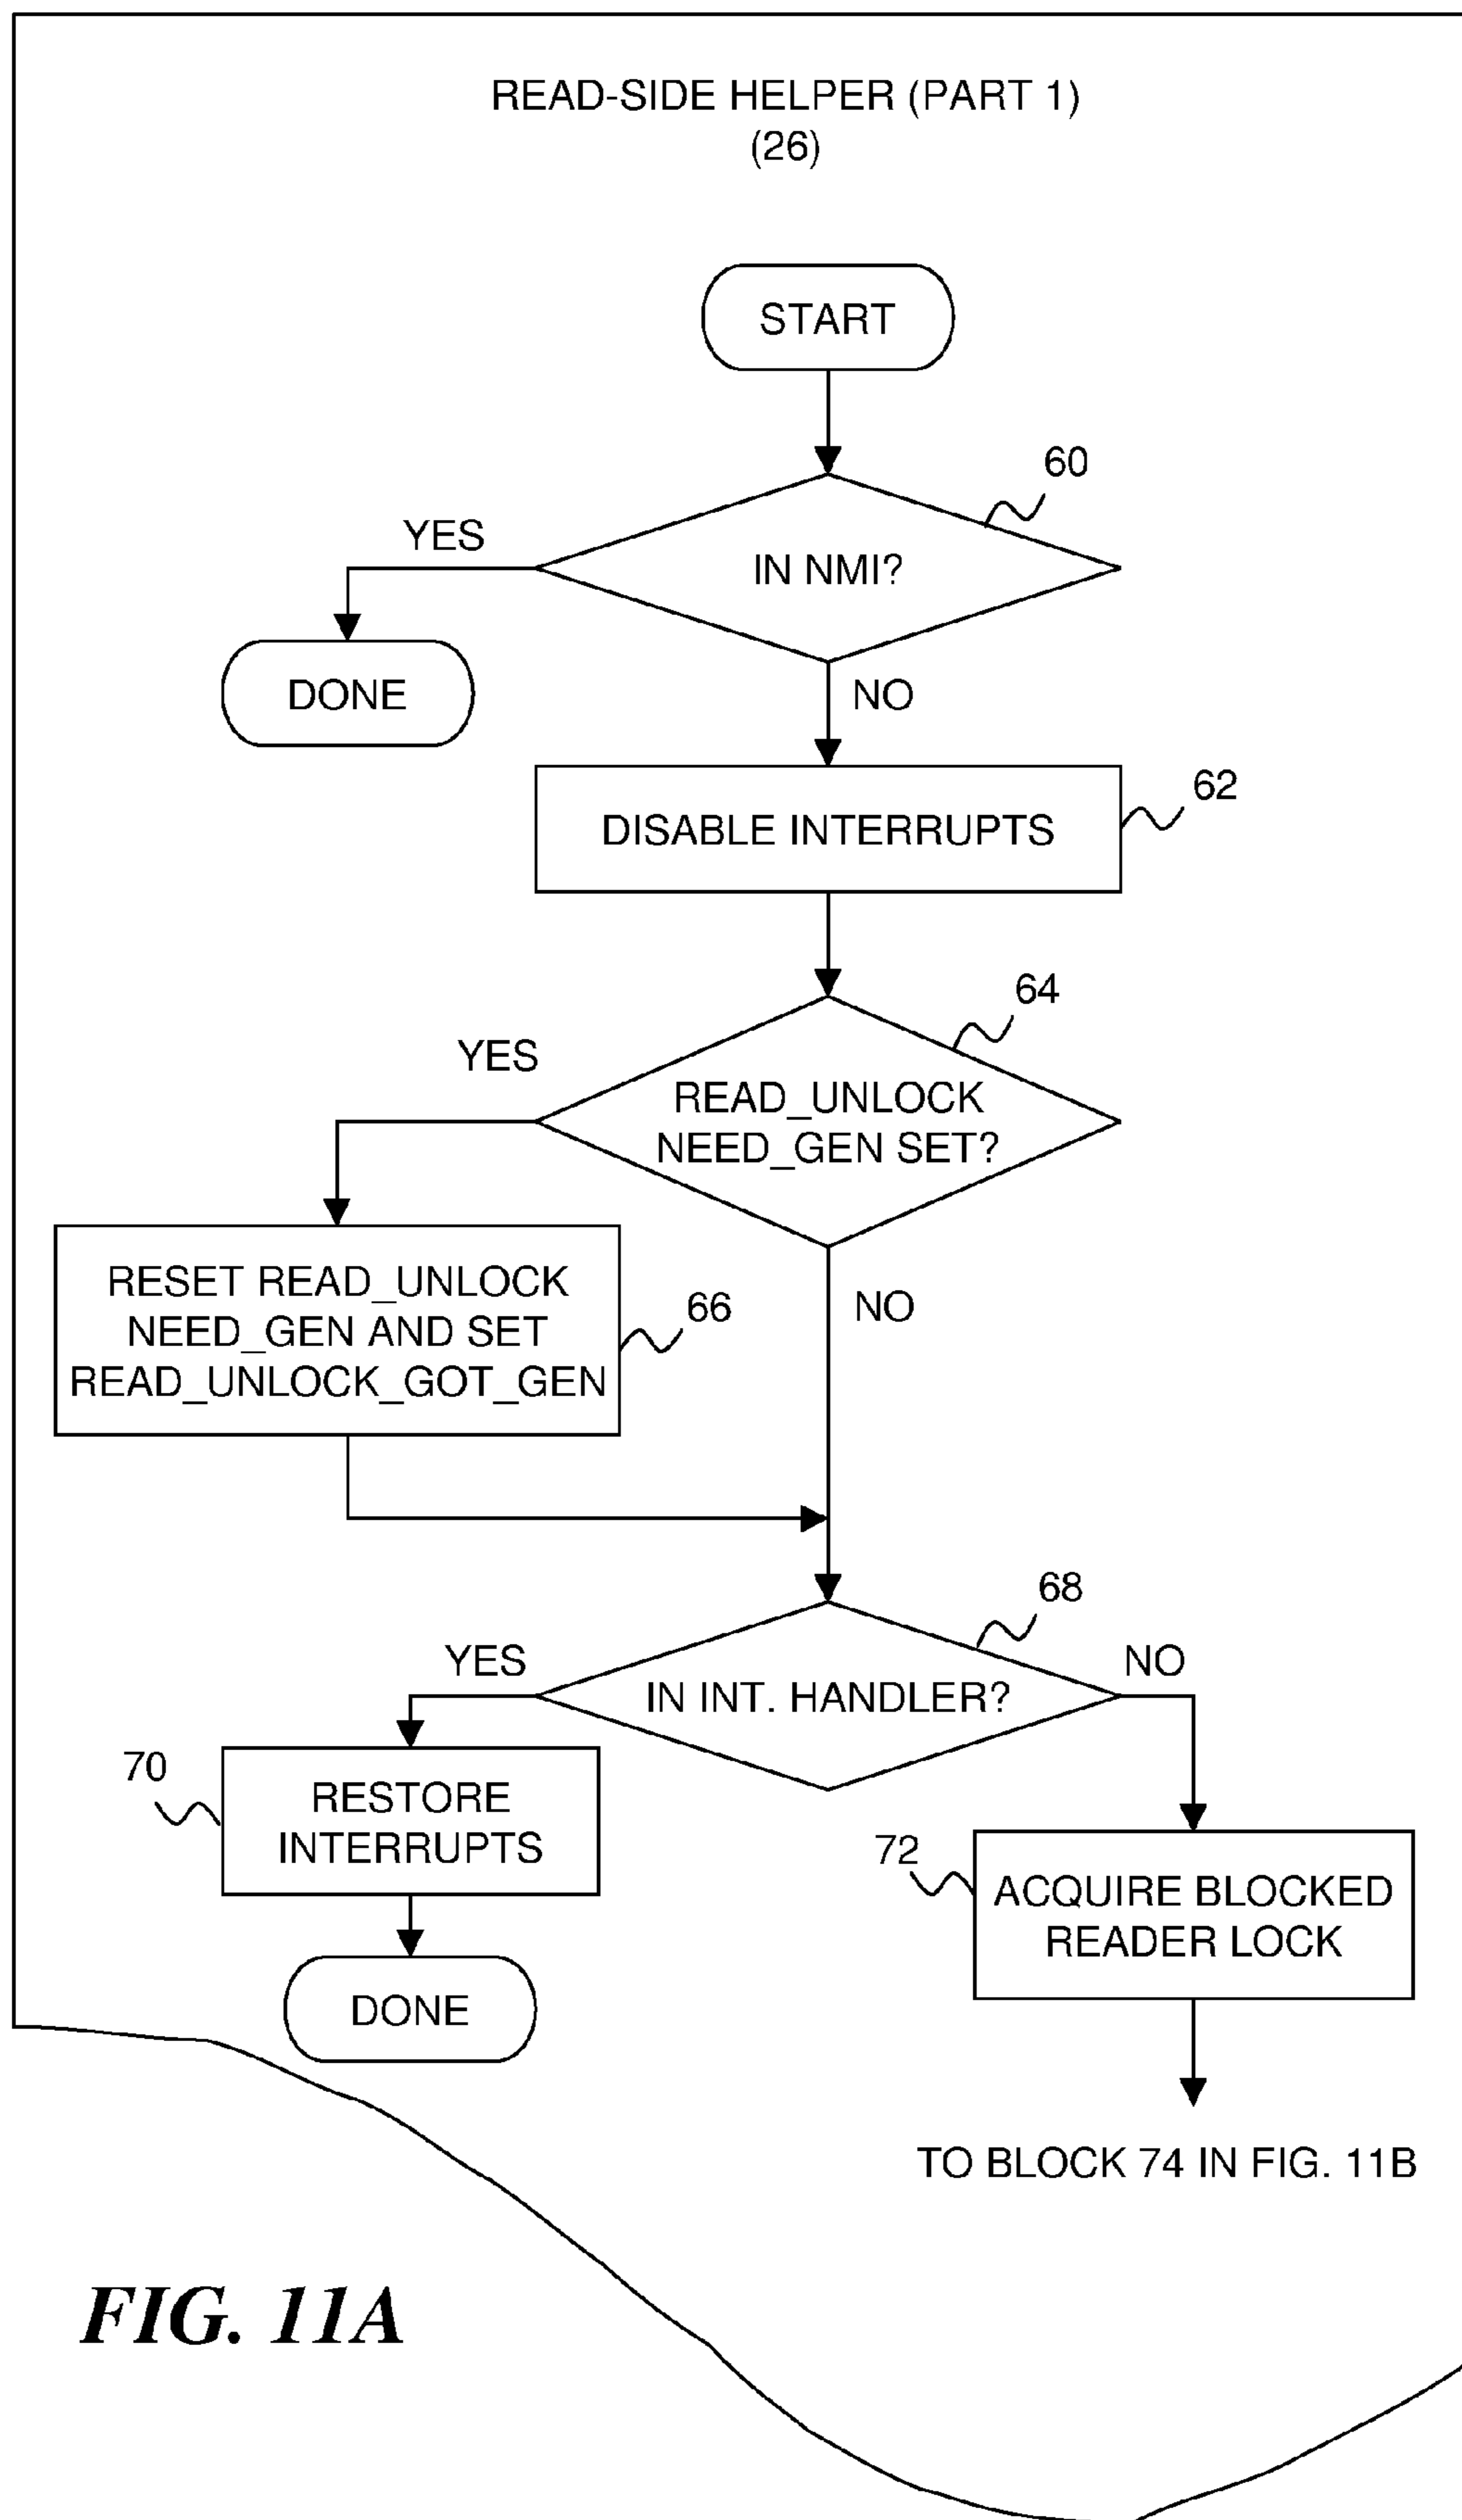 READ-SIDE HELPER (PART 1)
(26)
START
60
YES
IN NMI?
DONE
NO
62
DISABLE INTERRUPTS
64
YES
READ_UNLOCK
NEED_GEN SET?
RESET READ_UNLOCK
NEED_GEN AND SET
READ_UNLOCK_GOT_GEN
66
NO
68
YES
NO
IN INT. HANDLER?
70
RESTORE
INTERRUPTS
72
ACQUIRE BLOCKED
READER LOCK
DONE
TO BLOCK 74 IN FIG. 11B
FIG. 11A